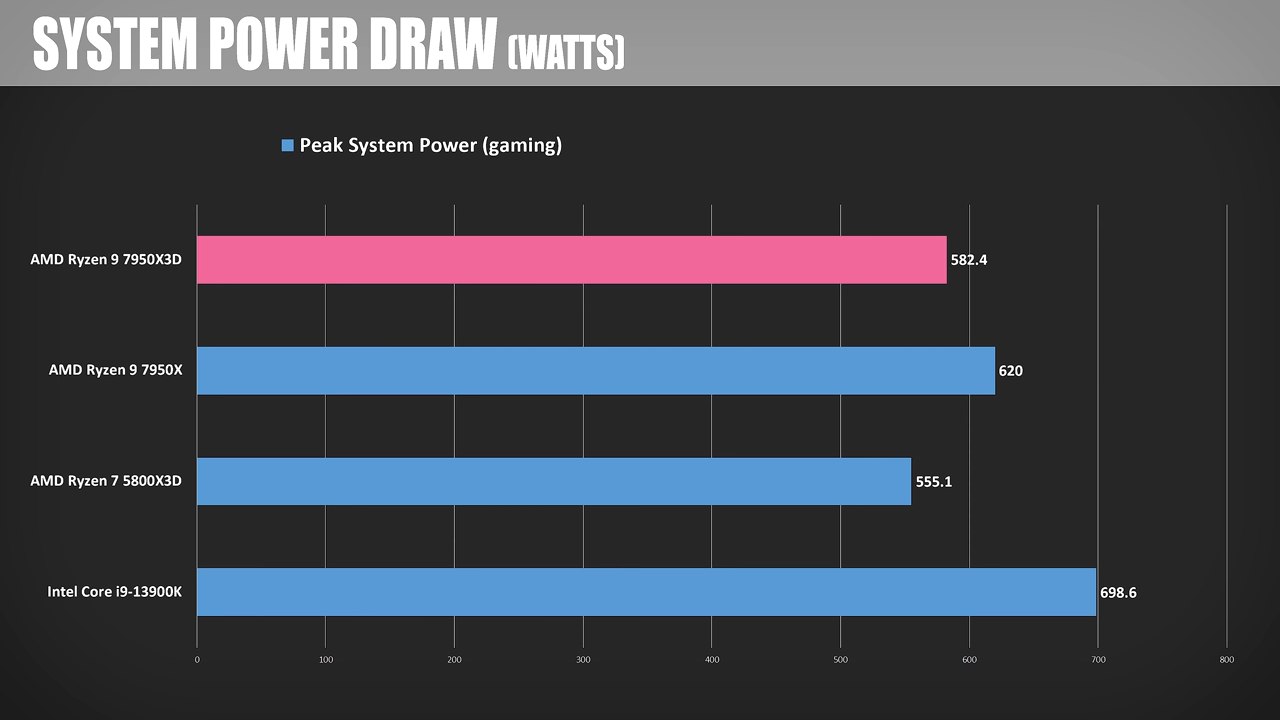 SYSTEM POWER DRAW (WATTS)
Peak System Power (gaming)
AMD Ryzen 9 7950X3D 582.4
AMD Ryzen 9 7950X 620
AMD Ryzen 7 5800X3D 555.1
Intel Core i9-13900K 698.6
0 100 200 300 400 500 600 700 800